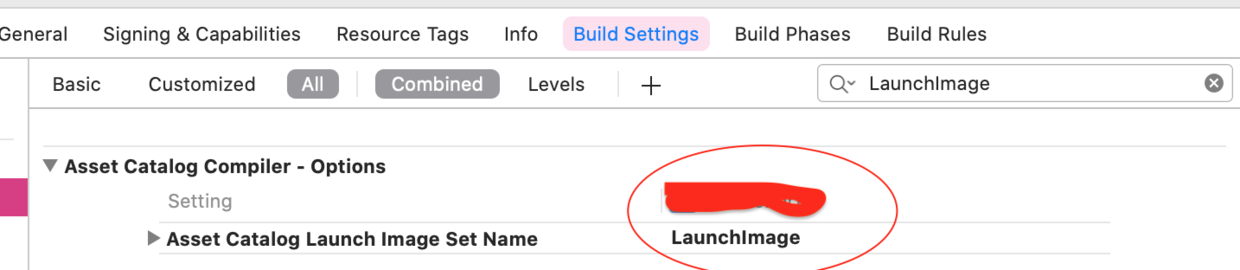 General Signing & Capabilities Resource Tags Info Build Settings Build Phases Build Rules
Basic Customized All Combined Levels + LaunchImage
Asset Catalog Compiler - Options
Setting
Asset Catalog Launch Image Set Name LaunchImage